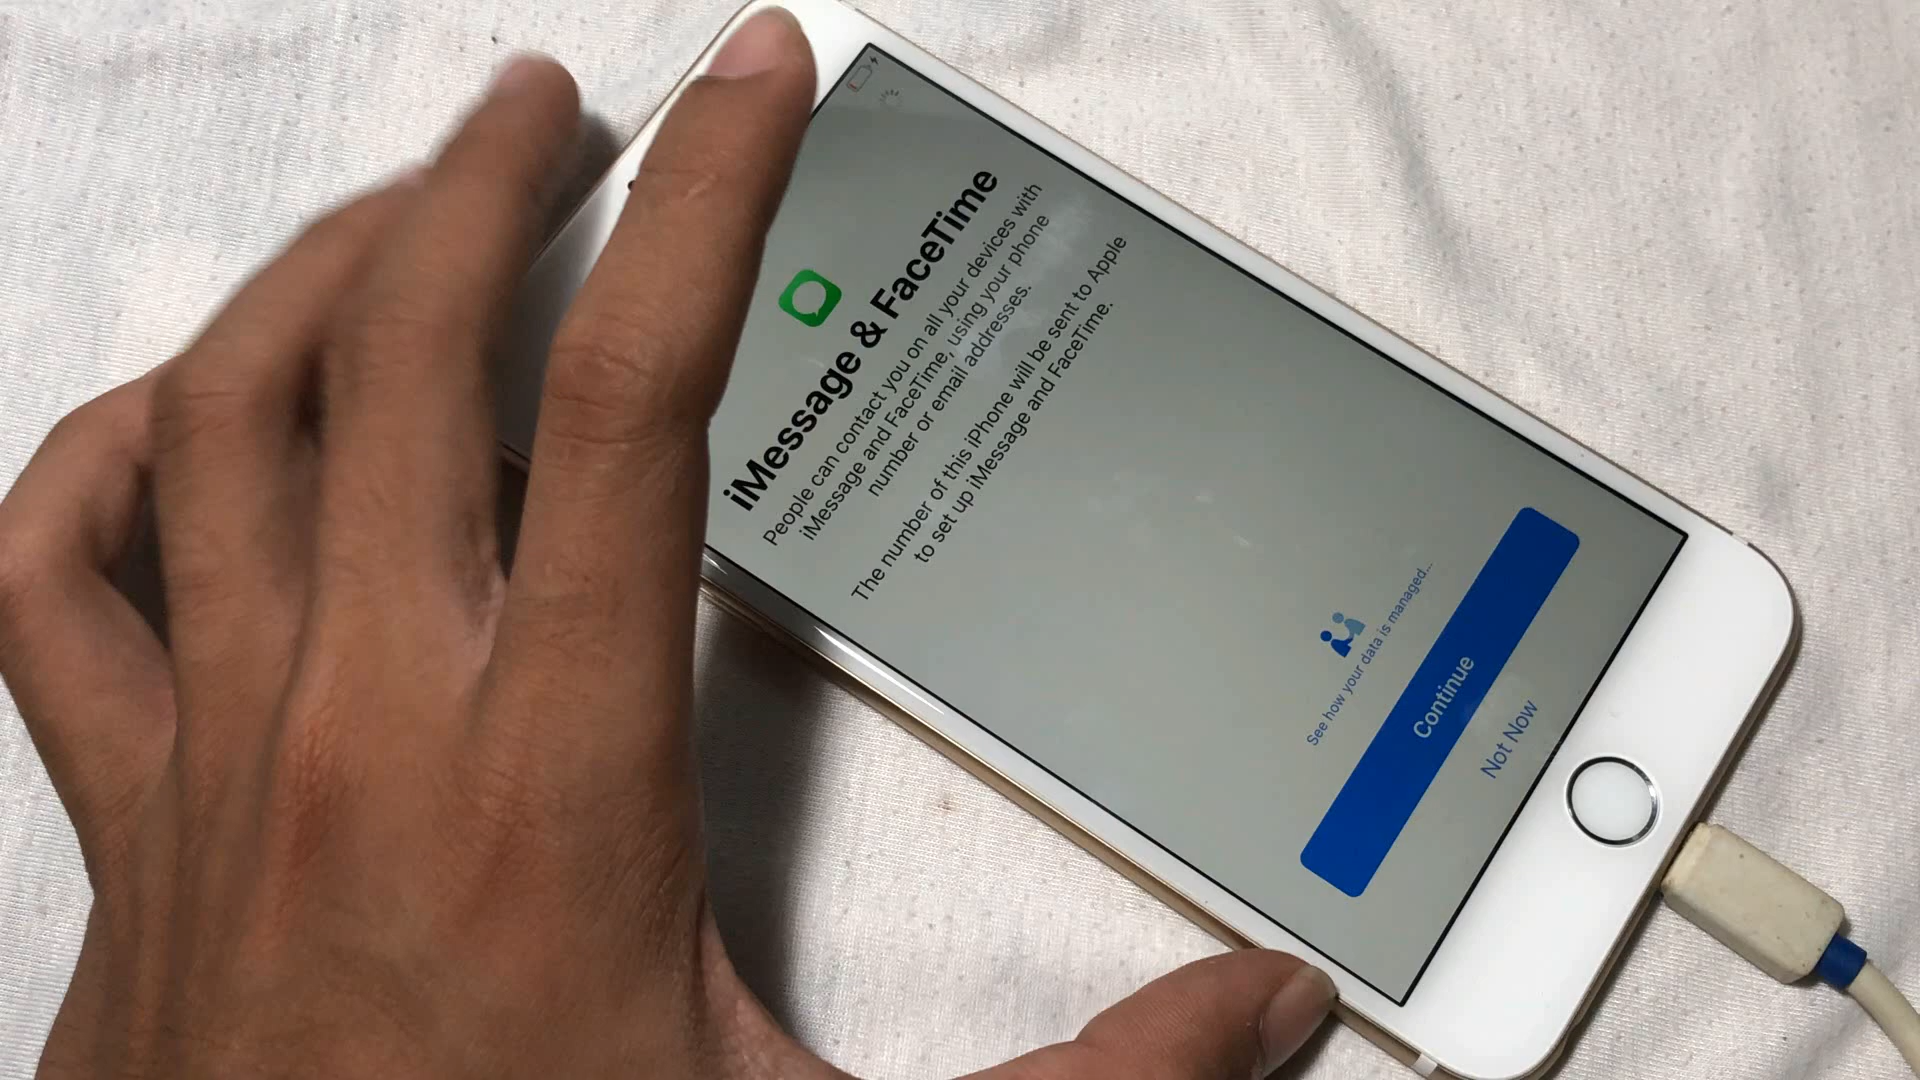 iMessage & FaceTime
People can contact you on all your devices with
iMessage and FaceTime, using your phone
number or email addresses.
The number of this iPhone will be sent to Apple
to set up iMessage and FaceTime.
See how your data is managed...
Continue
Not Now